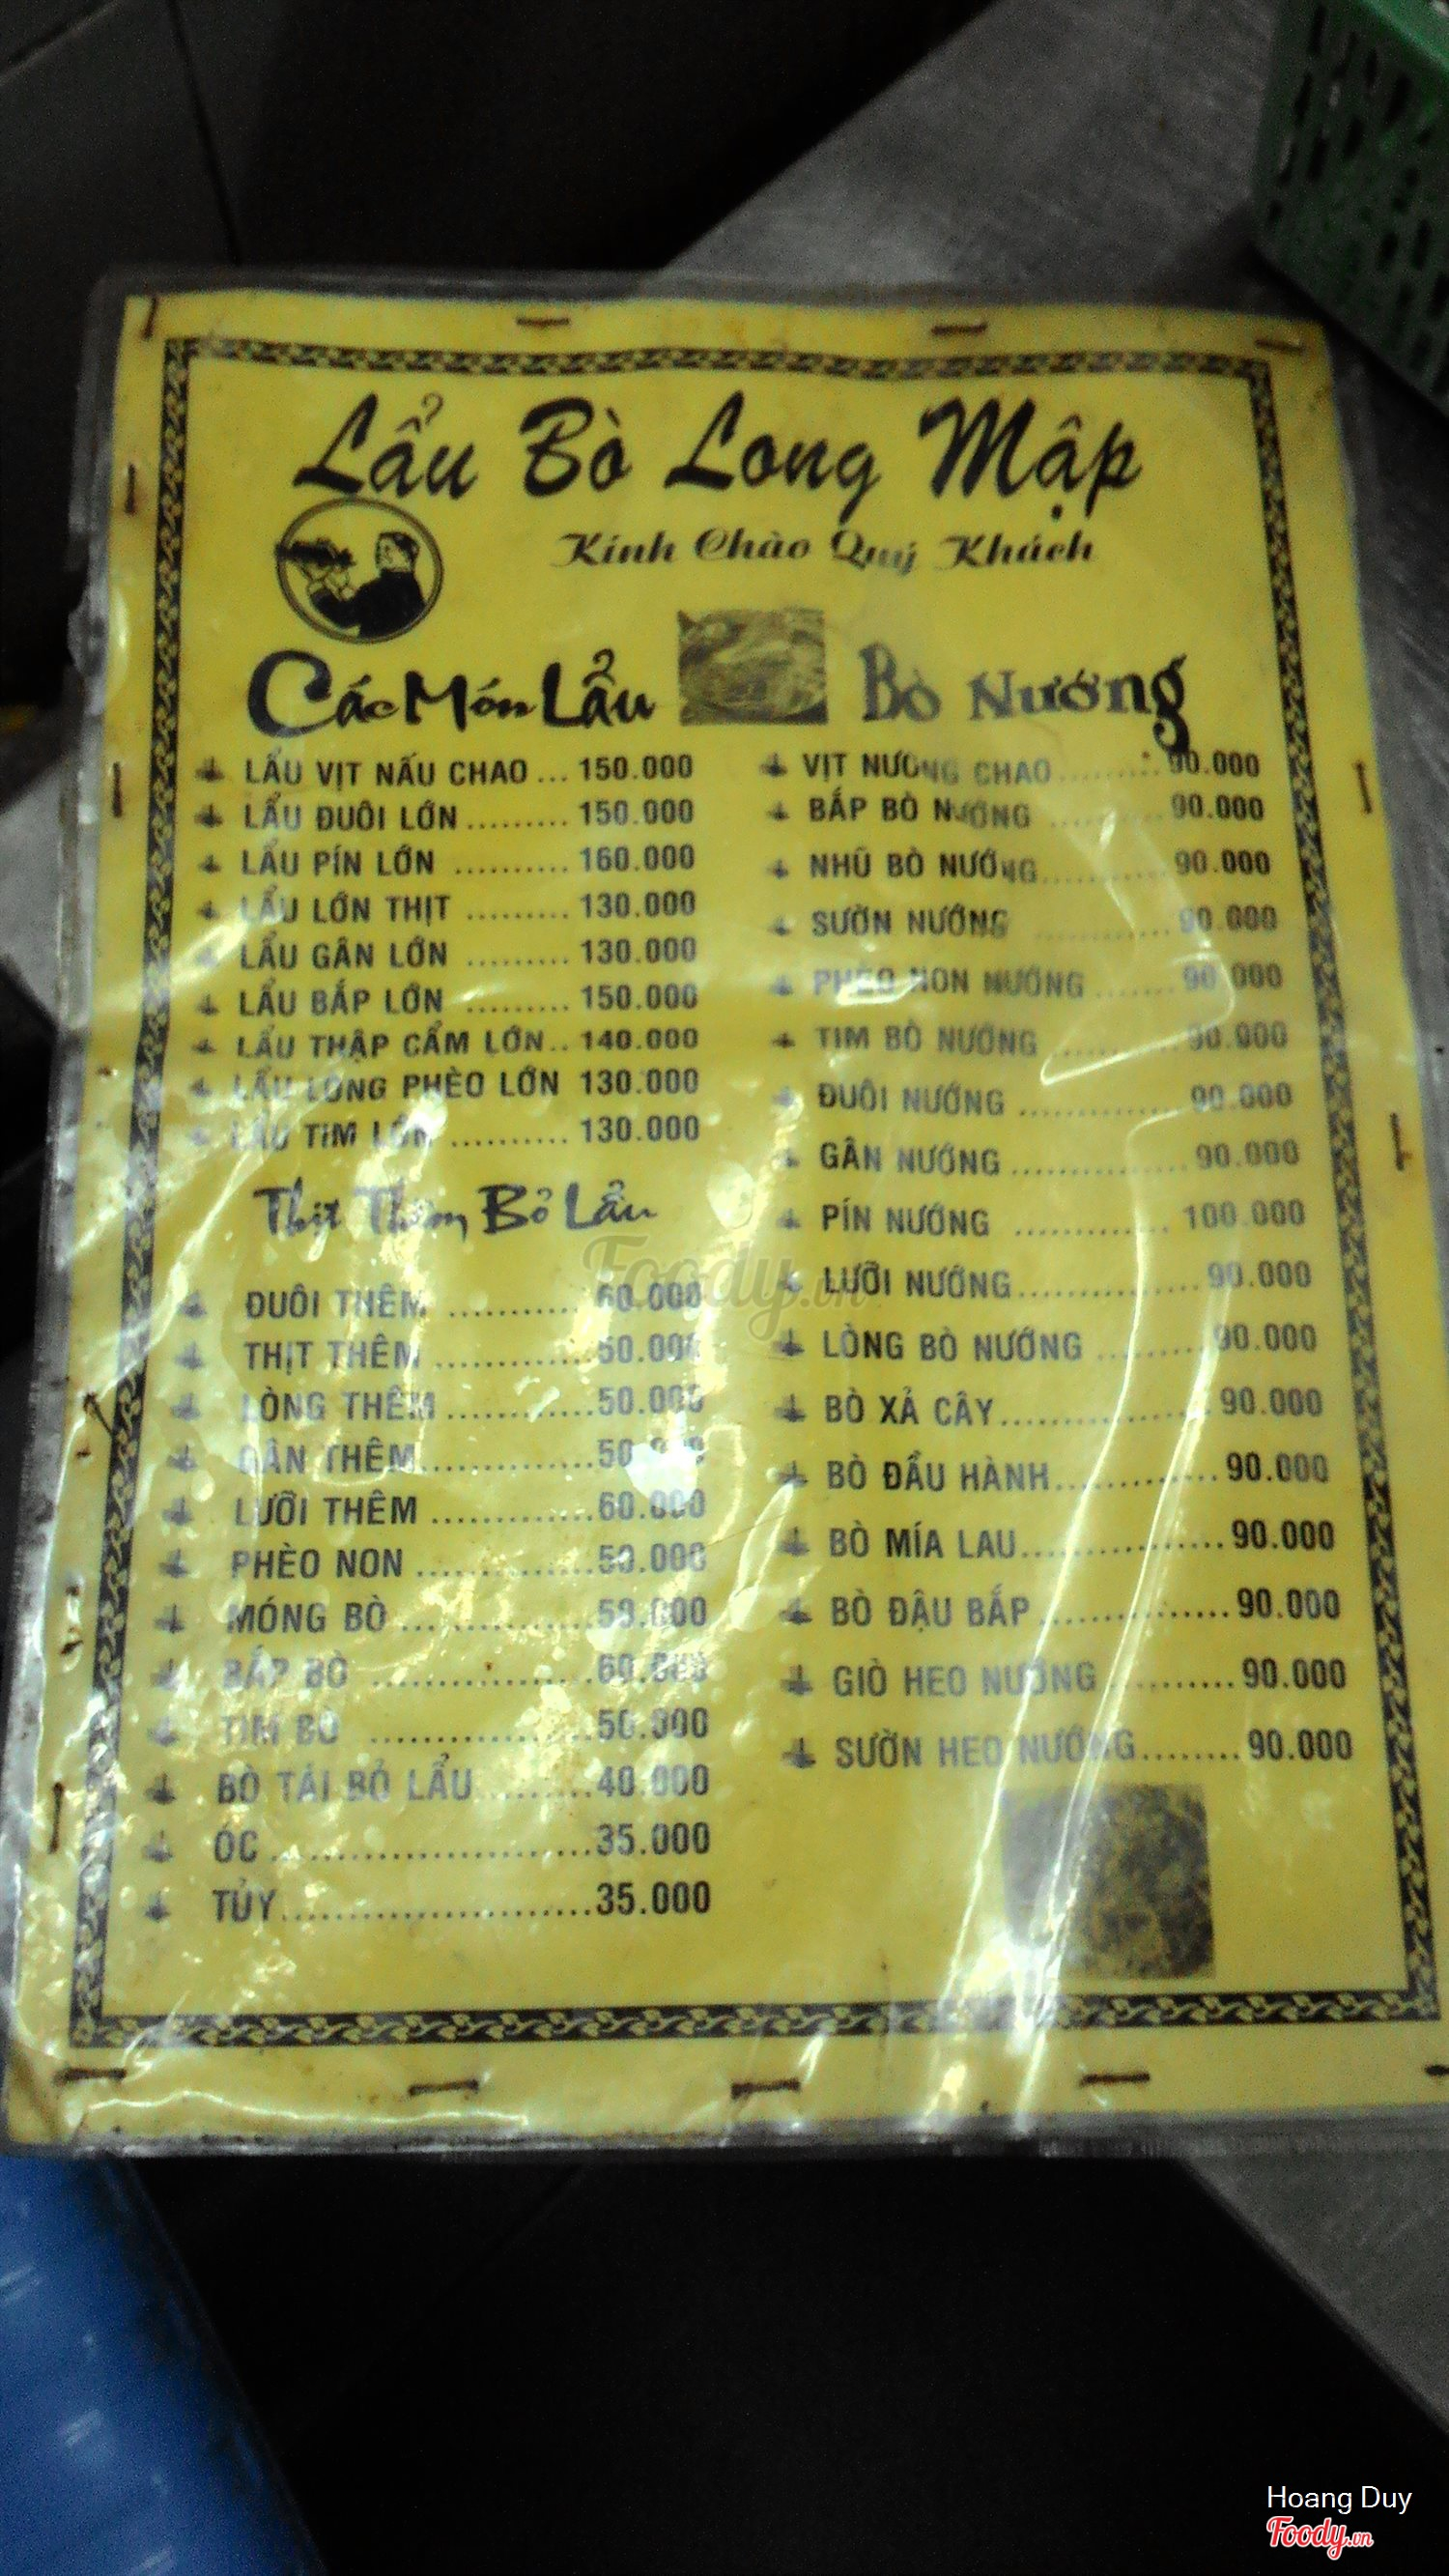 Lẩu Bò Long Mập
Kính Chào Quý Khách
Các Món Lẩu
LẨU VỊT NẤU CHAO ... 150.000
LẨU ĐUÔI LỚN ......... 150.000
LẨU PÍN LỚN .......... 160.000
LẨU LỚN THỊT ......... 130.000
LẨU GÂN LỚN ......... 130.000
LẨU BẮP LỚN ......... 150.000
LẨU THẬP CẨM LỚN.. 140.000
LẨU LÒNG PHÈO LỚN 130.000
LẨU TIM LỚN ........... 130.000
Thịt Thêm Bỏ Lẩu
ĐUÔI THÊM ............ 60.000
THỊT THÊM ..............50.000
LÒNG THÊM .............50.000
GÂN THÊM...............50.000
LƯỠI THÊM ..............60.000
PHÈO NON ...............50.000
MÓNG BÒ .................50.000
BẮP BÒ ....................60.000
TIM BÒ ....................50.000
BÒ TÁI BỎ LẨU..........40.000
ỐC............................35.000
TỦY...........................35.000
Bò Nướng
VỊT NƯỚNG CHAO ......... 90.000
BẮP BÒ NƯỚNG .......... 90.000
NHŨ BÒ NƯỚNG........... 90.000
SƯỜN NƯỚNG ............ 90.000
PHÈO NON NƯỚNG ....... 90.000
TIM BÒ NƯỚNG ........... 90.000
ĐUÔI NƯỚNG .............. 90.000
GÂN NƯỚNG ............... 90.000
PÍN NƯỚNG .............. 100.000
LƯỠI NƯỚNG................ 90.000
LÒNG BÒ NƯỚNG ......... 90.000
BÒ XẢ CÂY................... 90.000
BÒ ĐẦU HÀNH.............. 90.000
BÒ MÍA LAU................. 90.000
BÒ ĐẬU BẮP ................ 90.000
GIÒ HEO NƯỚNG .......... 90.000
SƯỜN HEO NƯỚNG........ 90.000
Foody.vn
Hoang Duy
Foody.vn